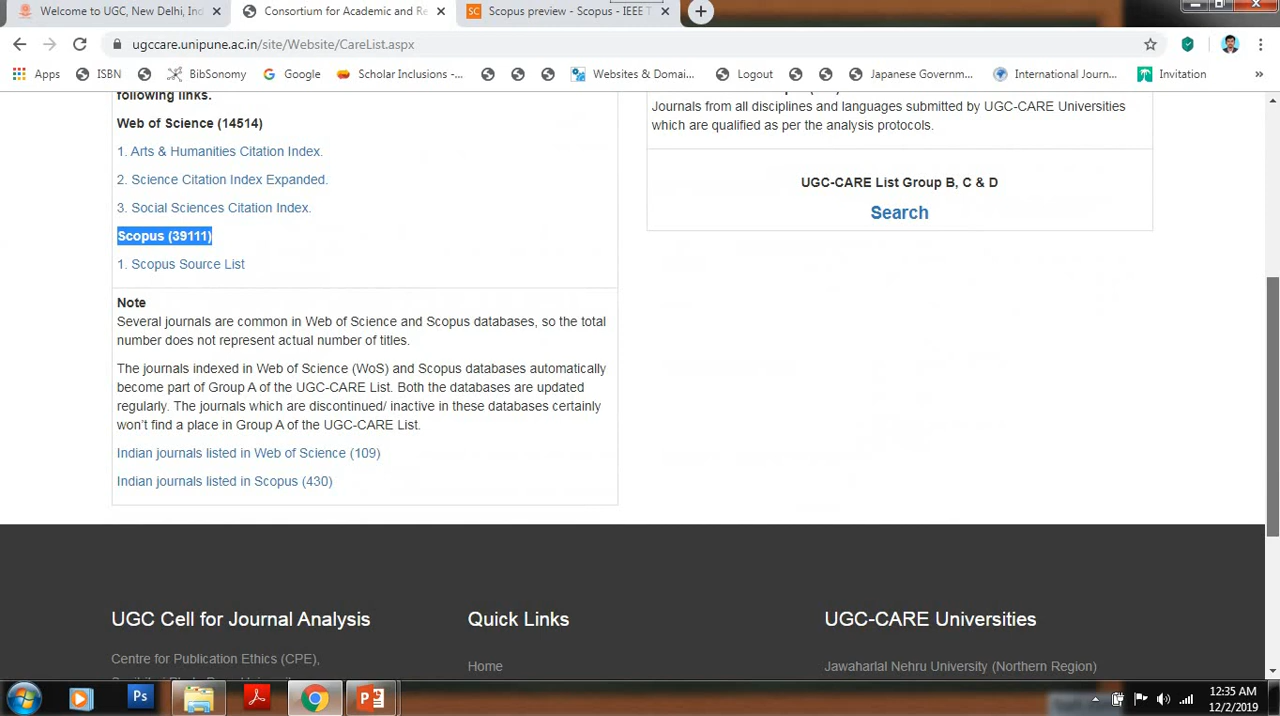 Welcome to UGC, New Delhi, Ind
Consortium for Academic and Re
SC Scopus preview - Scopus - IEEE T
ugccare.unipune.ac.in/site/Website/CareList.aspx
Apps ISBN BibSonomy Google Scholar Inclusions -... Websites & Domai... Logout Japanese Governm... International Journ... Invitation »
following links.
Web of Science (14514)
1. Arts & Humanities Citation Index.
2. Science Citation Index Expanded.
3. Social Sciences Citation Index.
Scopus (39111)
1. Scopus Source List
Note
Several journals are common in Web of Science and Scopus databases, so the total
number does not represent actual number of titles.
The journals indexed in Web of Science (WoS) and Scopus databases automatically
become part of Group A of the UGC-CARE List. Both the databases are updated
regularly. The journals which are discontinued/ inactive in these databases certainly
won't find a place in Group A of the UGC-CARE List.
Indian journals listed in Web of Science (109)
Indian journals listed in Scopus (430)
Journals from all disciplines and languages submitted by UGC-CARE Universities
which are qualified as per the analysis protocols.
UGC-CARE List Group B, C & D
Search
UGC Cell for Journal Analysis
Centre for Publication Ethics (CPE),
Quick Links
Home
UGC-CARE Universities
Jawaharlal Nehru University (Northern Region)
Ps
12:35 AM
12/2/2019